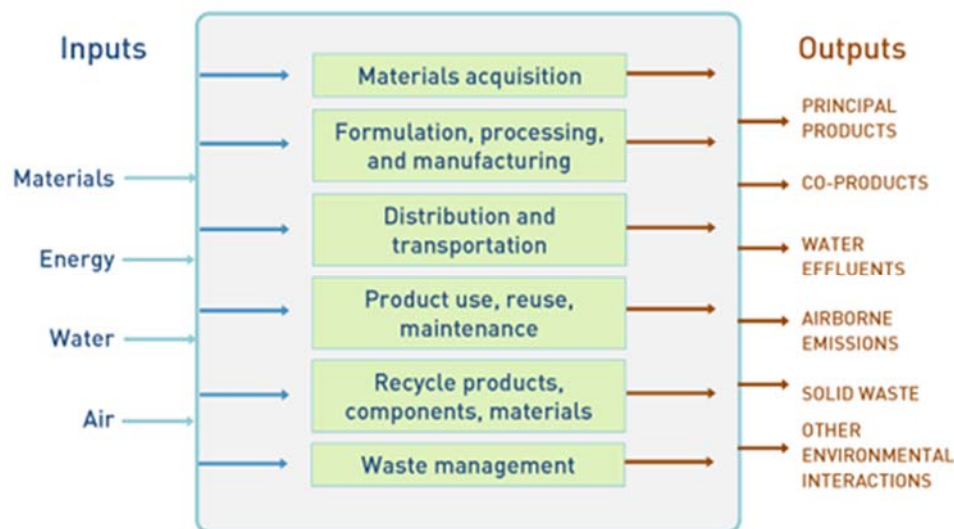 Inputs
Materials
Energy
Water
Air
Materials acquisition
Formulation, processing,
and manufacturing
Distribution and
transportation
Product use, reuse,
maintenance
Recycle products,
components, materials
Waste management
Outputs
PRINCIPAL
PRODUCTS
CO-PRODUCTS
WATER
EFFLUENTS
AIRBORNE
EMISSIONS
SOLID WASTE
OTHER
ENVIRONMENTAL
INTERACTIONS